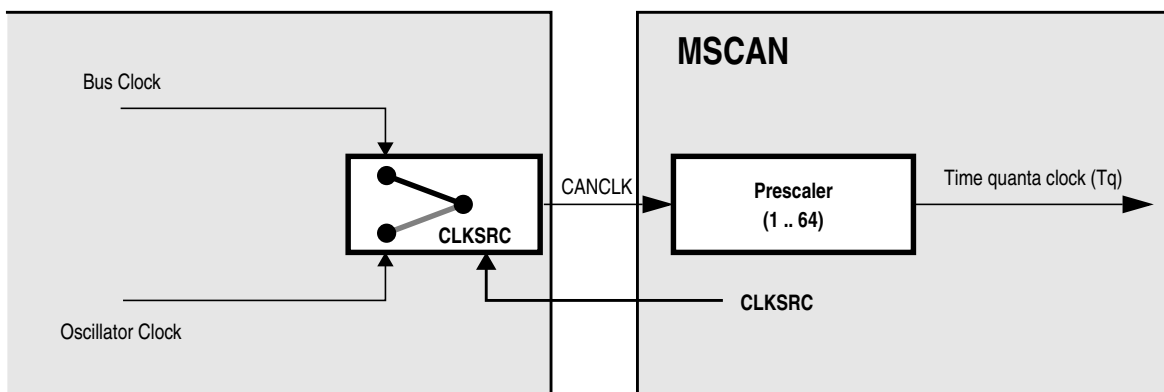 MSCAN
Bus Clock
CANCLK
Time quanta clock (Tq)
Prescaler
(1 .. 64)
CLKSRC
CLKSRC
Oscillator Clock